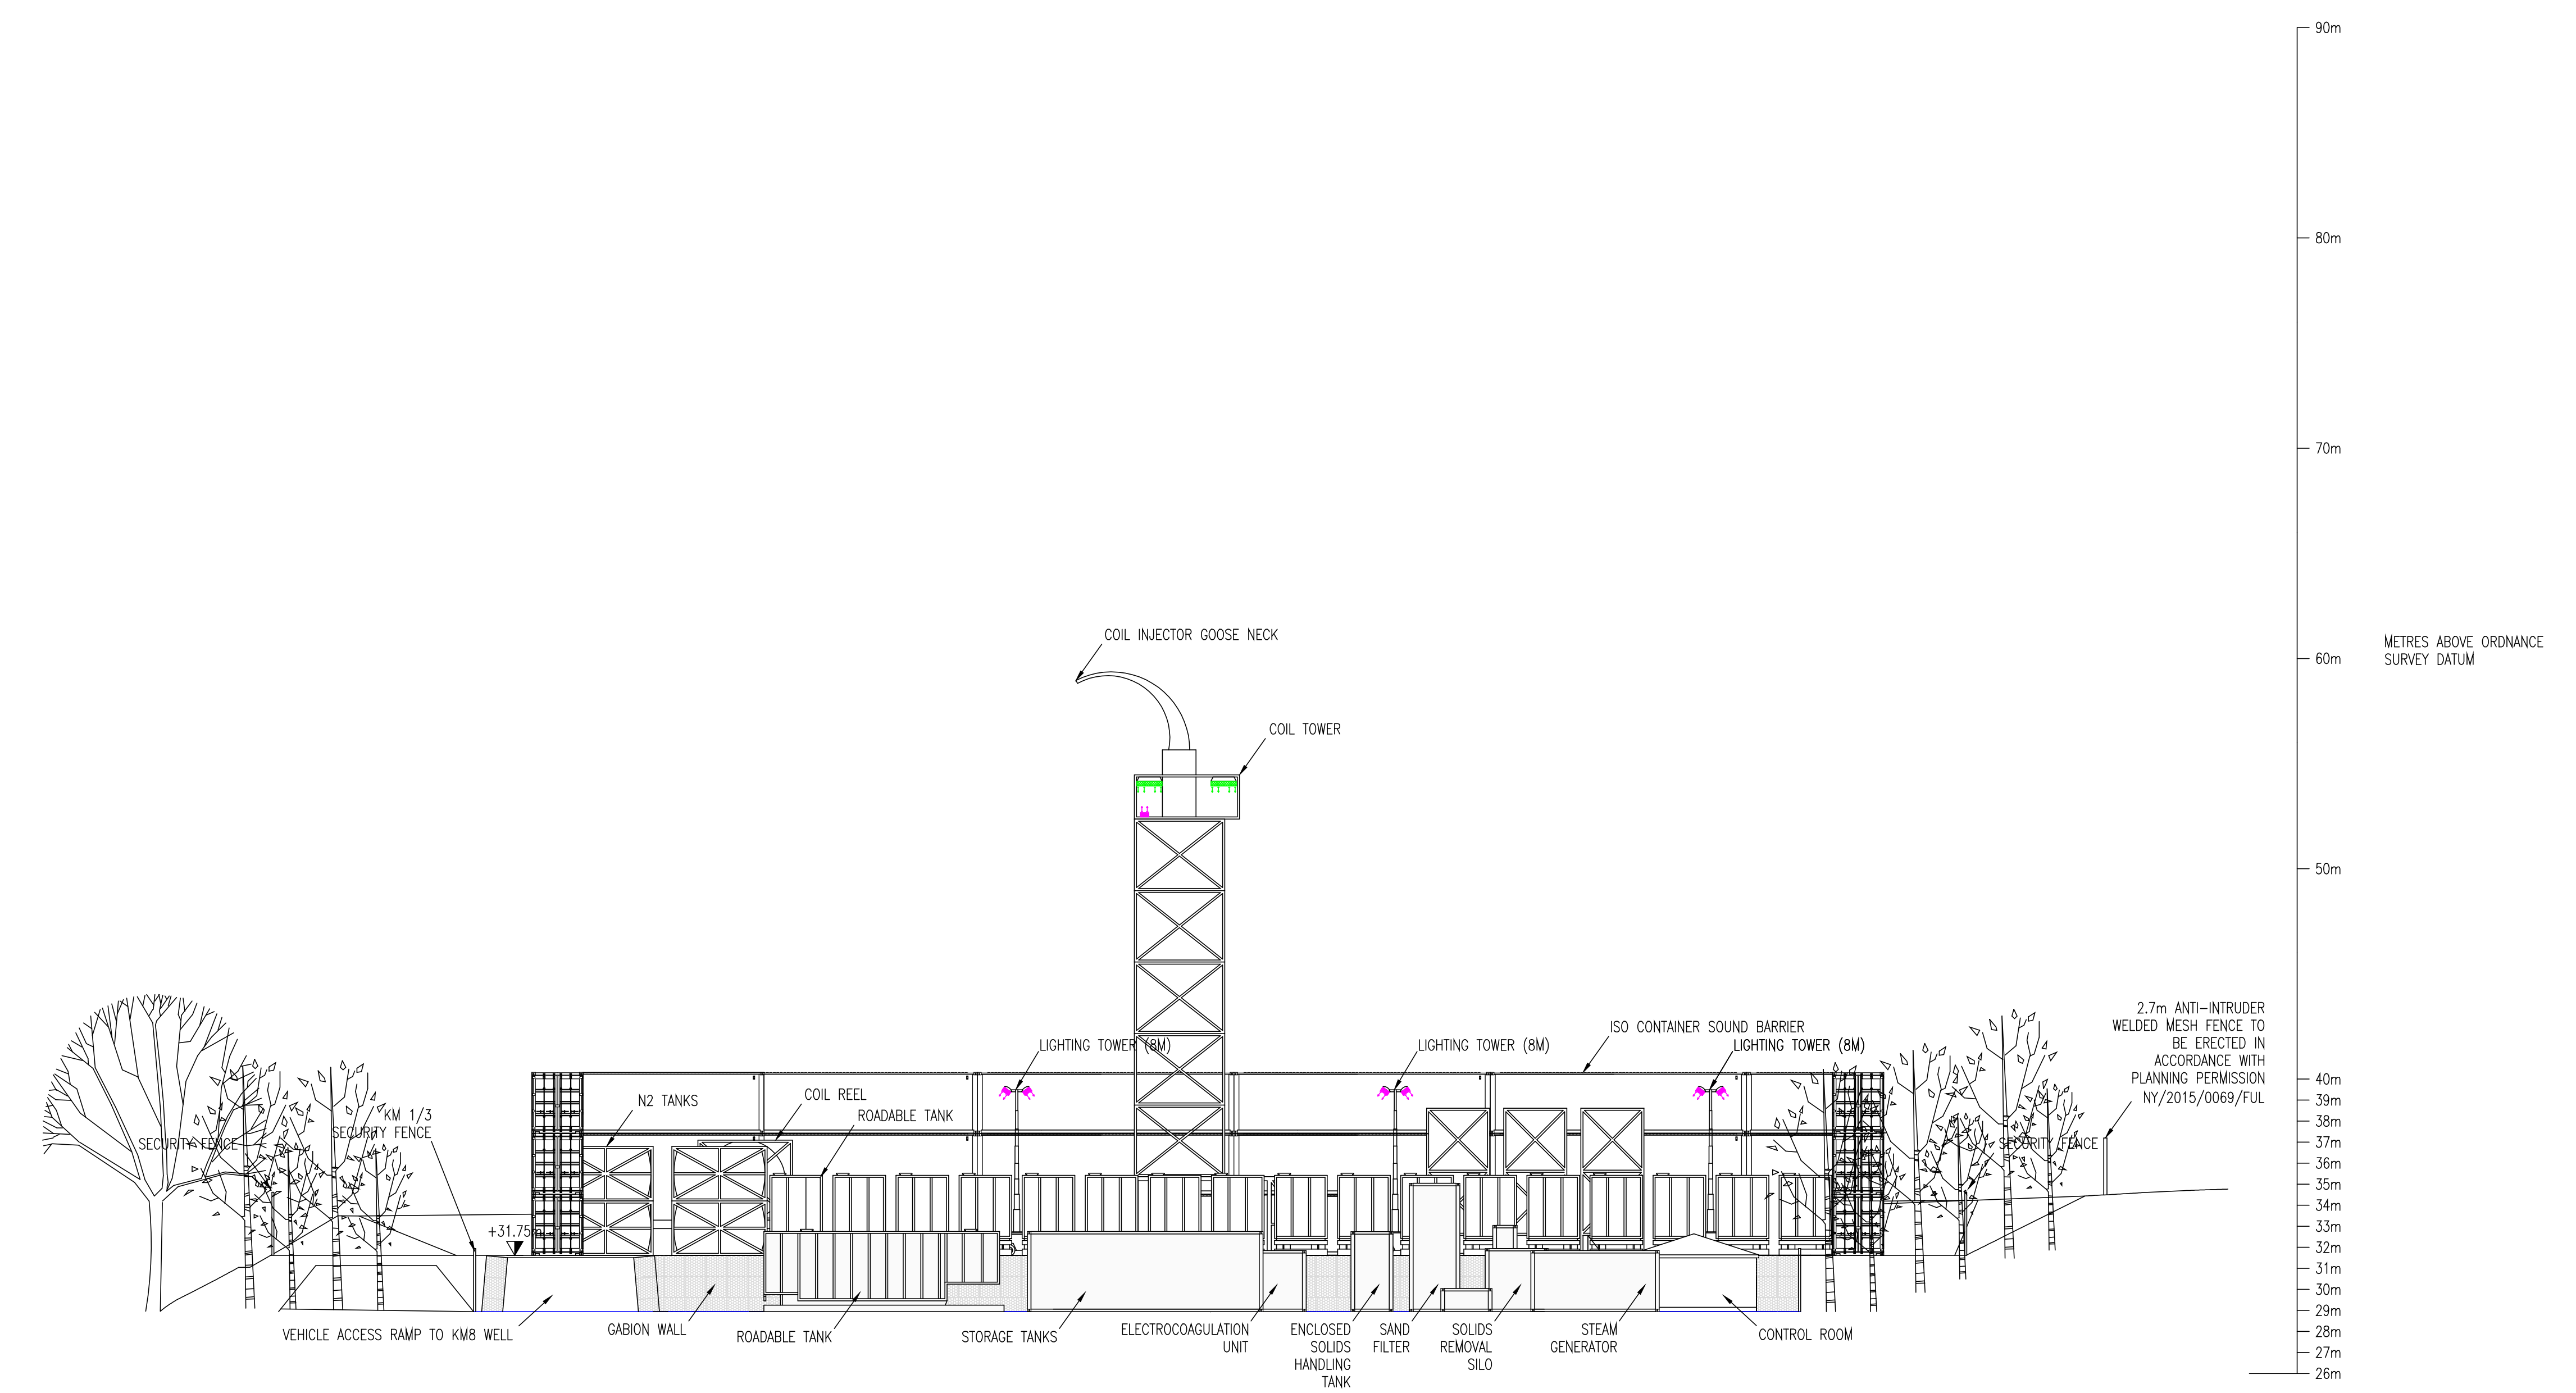 90m
80m
70m
60m
METRES ABOVE ORDNANCE
SURVEY DATUM
50m
COIL INJECTOR GOOSE NECK
COIL TOWER
2.7m ANTI-INTRUDER
WELDED MESH FENCE TO
BE ERECTED IN
ACCORDANCE WITH
PLANNING PERMISSION
NY/2015/0069/FUL
ISO CONTAINER SOUND BARRIER
LIGHTING TOWER (8M)
LIGHTING TOWER (8M)
LIGHTING TOWER (8M)
N2 TANKS
COIL REEL
ROADABLE TANK
KM 1/3
SECURITY FENCE
SECURITY FENCE
SECURITY FENCE
40m
39m
38m
37m
36m
35m
34m
33m
32m
31m
30m
29m
28m
27m
26m
+31.75m
VEHICLE ACCESS RAMP TO KM8 WELL
GABION WALL
ROADABLE TANK
STORAGE TANKS
ELECTROCOAGULATION
UNIT
ENCLOSED
SOLIDS
HANDLING
TANK
SAND
FILTER
SOLIDS
REMOVAL
SILO
STEAM
GENERATOR
CONTROL ROOM